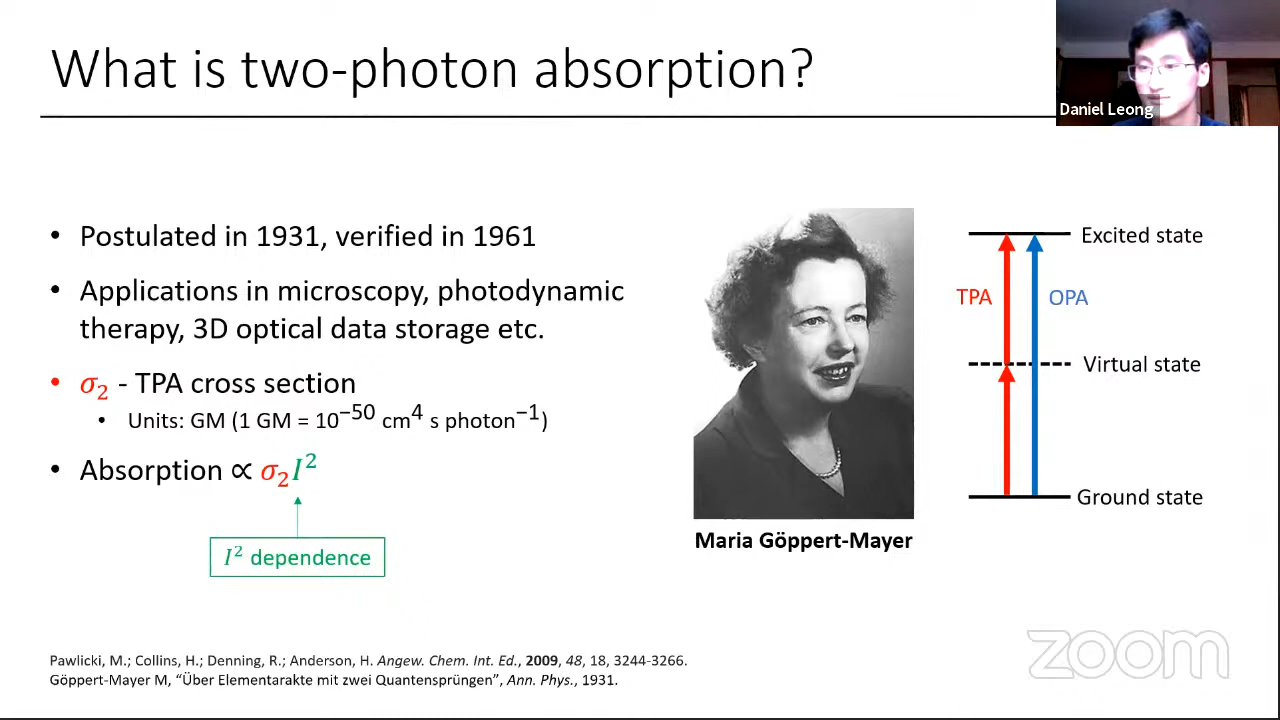 What is two-photon absorption?
Daniel Leong
• Postulated in 1931, verified in 1961
• Applications in microscopy, photodynamic
therapy, 3D optical data storage etc.
• σ₂ - TPA cross section
• Units: GM (1 GM = 10⁻⁵⁰ cm⁴ s photon⁻¹)
• Absorption ∝ σ₂I²
I² dependence
Maria Göppert-Mayer
Excited state
TPA
OPA
Virtual state
Ground state
Pawlicki, M.; Collins, H.; Denning, R.; Anderson, H. Angew. Chem. Int. Ed., 2009, 48, 18, 3244-3266.
Göppert-Mayer M, “Über Elementarakte mit zwei Quantensprüngen”, Ann. Phys., 1931.
zoom